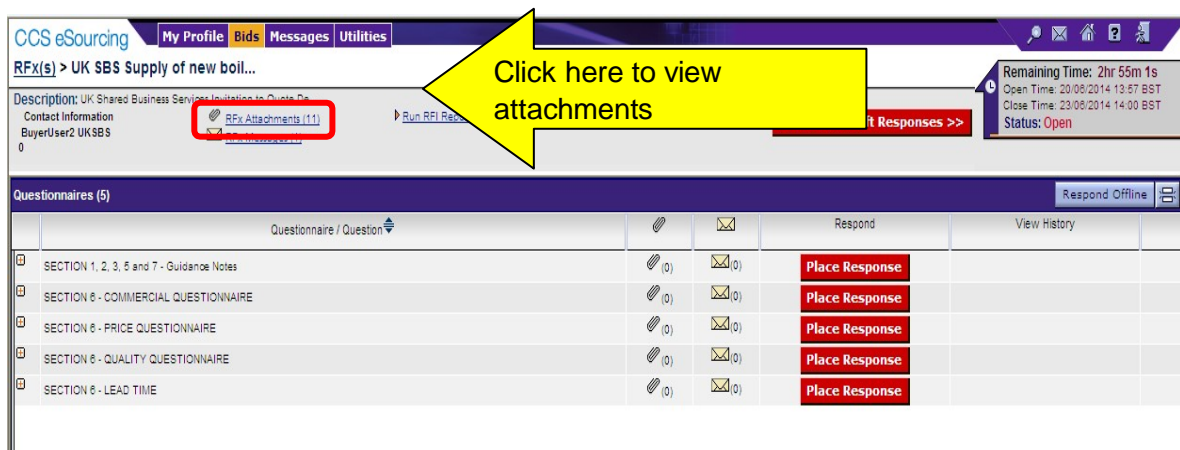 CCS eSourcing My Profile Bids Messages Utilities
RFx(s) > UK SBS Supply of new boil...
Click here to view
attachments
Remaining Time: 2hr 55m 1s
Open Time: 20/06/2014 13:57 BST
Close Time: 23/06/2014 14:00 BST
Status: Open
Description: UK Shared Business Services Invitation to Quote De
Contact Information RFx Attachments (11) Run RFI Repo
BuyerUser2 UKSBS
0
ft Responses >>
Questionnaires (5) Respond Offline
Questionnaire / Question Respond View History
SECTION 1, 2, 3, 5 and 7 - Guidance Notes (0) (0) Place Response
SECTION 6 - COMMERCIAL QUESTIONNAIRE (0) (0) Place Response
SECTION 6 - PRICE QUESTIONNAIRE (0) (0) Place Response
SECTION 6 - QUALITY QUESTIONNAIRE (0) (0) Place Response
SECTION 6 - LEAD TIME (0) (0) Place Response